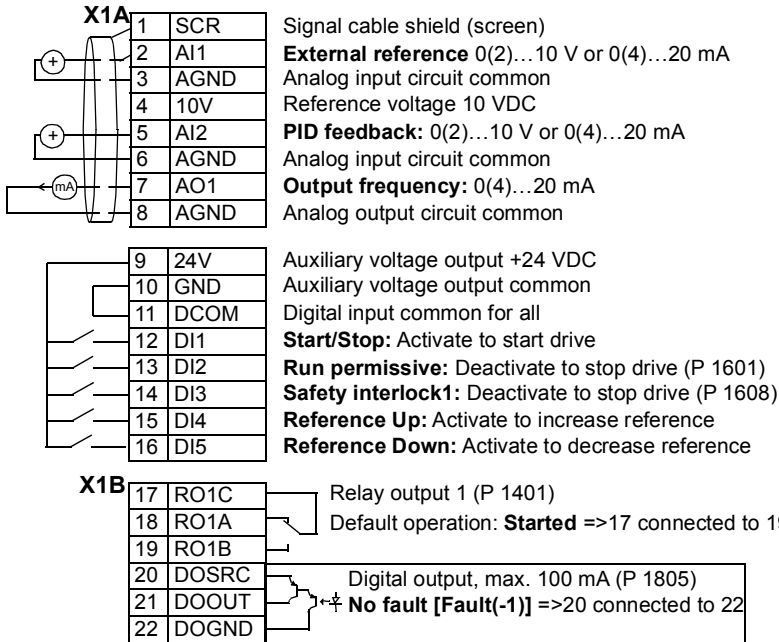 X1A
1 SCR Signal cable shield (screen)
2 AI1 External reference 0(2)…10 V or 0(4)…20 mA
3 AGND Analog input circuit common
4 10V Reference voltage 10 VDC
5 AI2 PID feedback: 0(2)…10 V or 0(4)…20 mA
6 AGND Analog input circuit common
mA 7 AO1 Output frequency: 0(4)…20 mA
8 AGND Analog output circuit common
9 24V Auxiliary voltage output +24 VDC
10 GND Auxiliary voltage output common
11 DCOM Digital input common for all
12 DI1 Start/Stop: Activate to start drive
13 DI2 Run permissive: Deactivate to stop drive (P 1601)
14 DI3 Safety interlock1: Deactivate to stop drive (P 1608)
15 DI4 Reference Up: Activate to increase reference
16 DI5 Reference Down: Activate to decrease reference
X1B
17 RO1C Relay output 1 (P 1401)
18 RO1A Default operation: Started =>17 connected to
19 RO1B
20 DOSRC Digital output, max. 100 mA (P 1805)
21 DOOUT No fault [Fault(-1)] =>20 connected to 22
22 DOGND